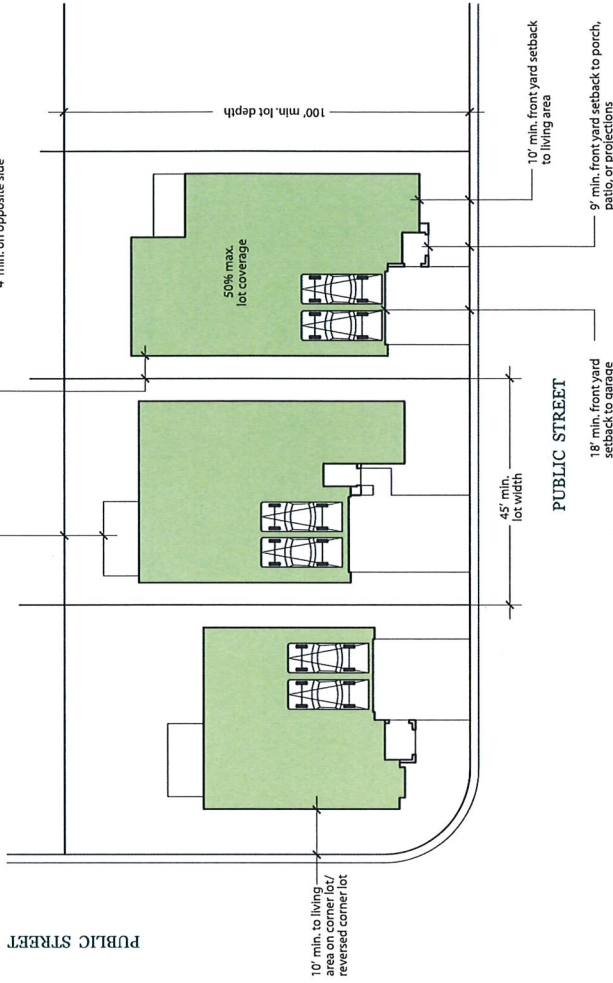 4' min. on opposite side
100' min. lot depth
50% max.
lot coverage
10' min. front yard setback
to living area
9' min. front yard setback to porch,
patio, or projections
18' min. front yard
setback to garage
45' min.
lot width
PUBLIC STREET
10' min. to living
area on corner lot/
reversed corner lot
PUBLIC STREET